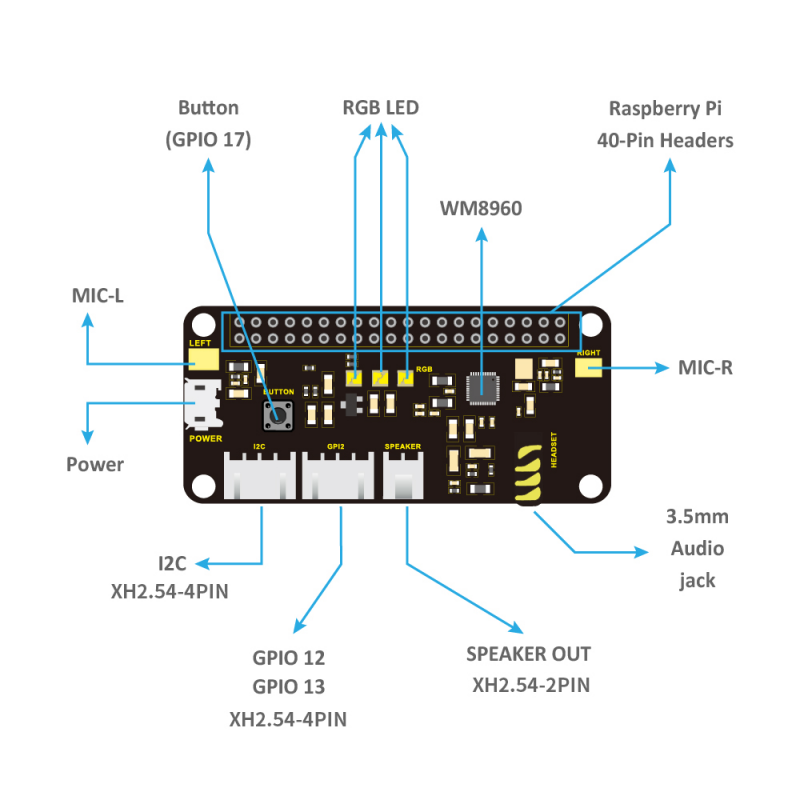 Button
(GPIO 17)
RGB LED
Raspberry Pi
40-Pin Headers
WM8960
MIC-L
MIC-R
LEFT
RIGHT
RGB
BUTTON
POWER
I2C
GPI2
SPEAKER
HEADSET
Power
3.5mm
Audio
jack
I2C
XH2.54-4PIN
GPIO 12
GPIO 13
XH2.54-4PIN
SPEAKER OUT
XH2.54-2PIN